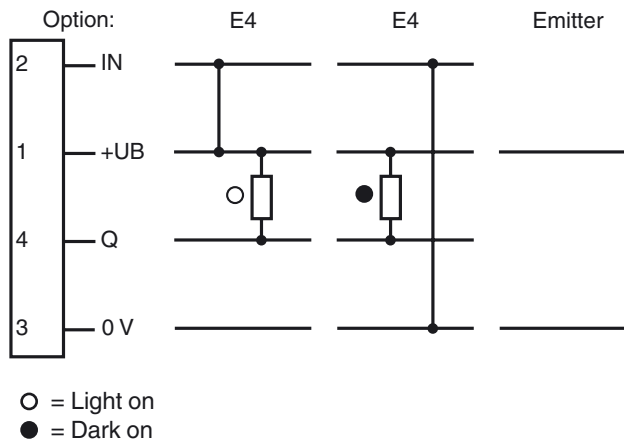 Option: E4 E4 Emitter
2 IN
1 +UB
4 Q
3 0 V
= Light on
= Dark on